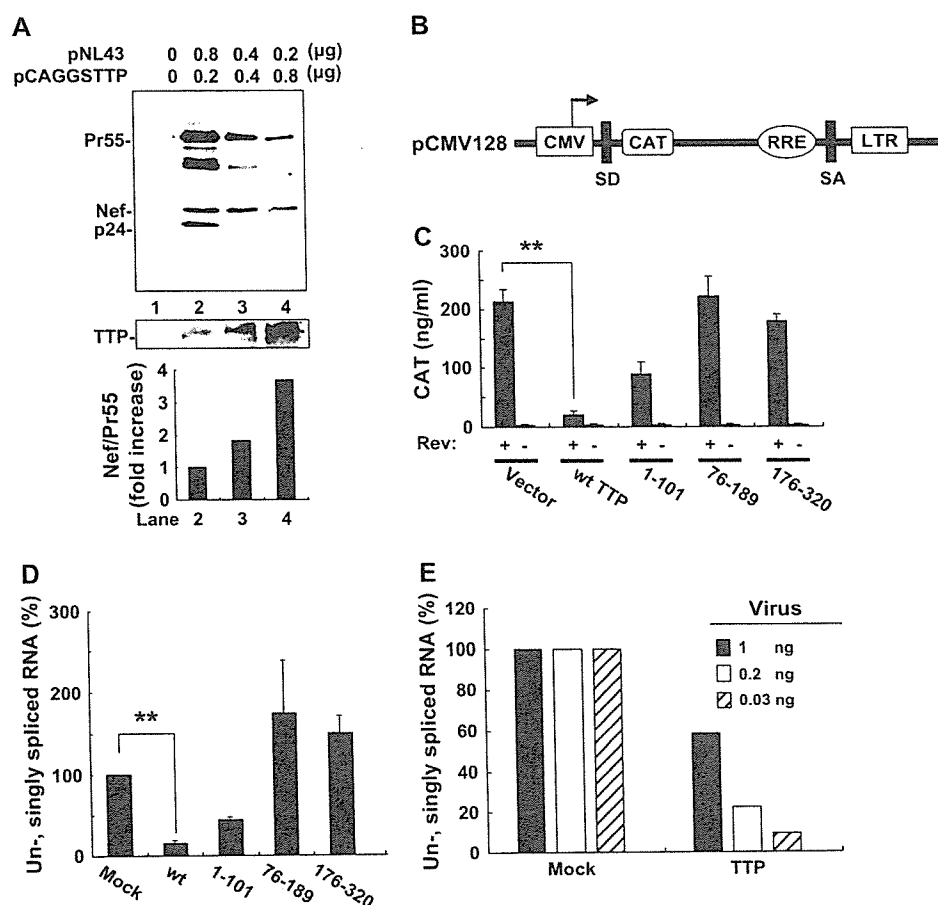 A
pNL43 0 0.8 0.4 0.2 (µg)
pCAGGSTTP 0 0.2 0.4 0.8 (µg)
Pr55-
Nef-
p24-
1 2 3 4
TTP-
Nef/Pr55
(fold increase)
4
3
2
1
0
Lane 2 3 4
B
pCMV128
CMV
CAT
RRE
LTR
SD
SA
C
CAT (ng/ml)
300
200
100
0
**
Rev: + - + - + - + - + -
Vector
wt TTP
1-101
76-189
176-320
D
Un-, singly spliced RNA (%)
300
200
100
0
**
Mock
wt
1-101
76-189
176-320
E
Un-, singly spliced RNA (%)
120
100
80
60
40
20
0
Virus
1 ng
0.2 ng
0.03 ng
Mock
TTP